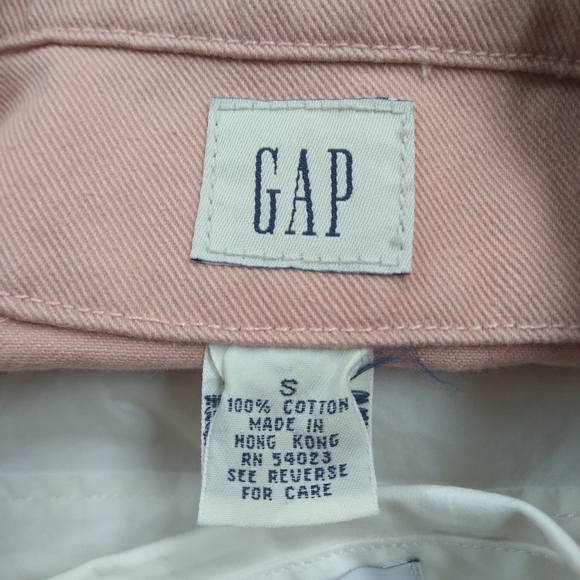 GAP
S
100% COTTON
MADE IN
HONG KONG
RN 54023
SEE REVERSE
FOR CARE